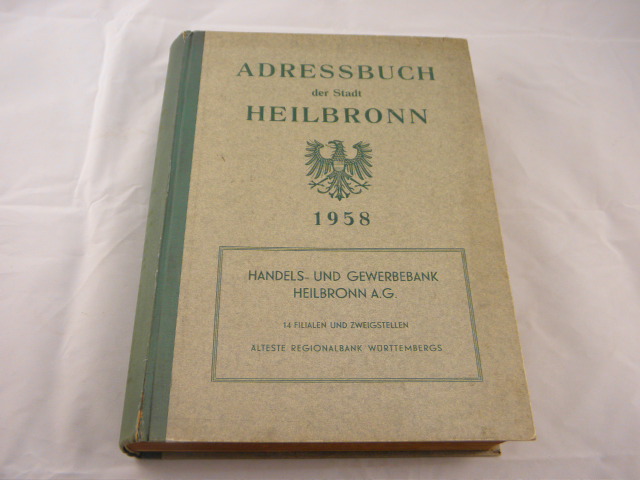 ADRESSBUCH
der Stadt
HEILBRONN
1958
HANDELS- UND GEWERBEBANK
HEILBRONN A.G.
14 FILIALEN UND ZWEIGSTELLEN
ÄLTESTE REGIONALBANK WÜRTTEMBERGS